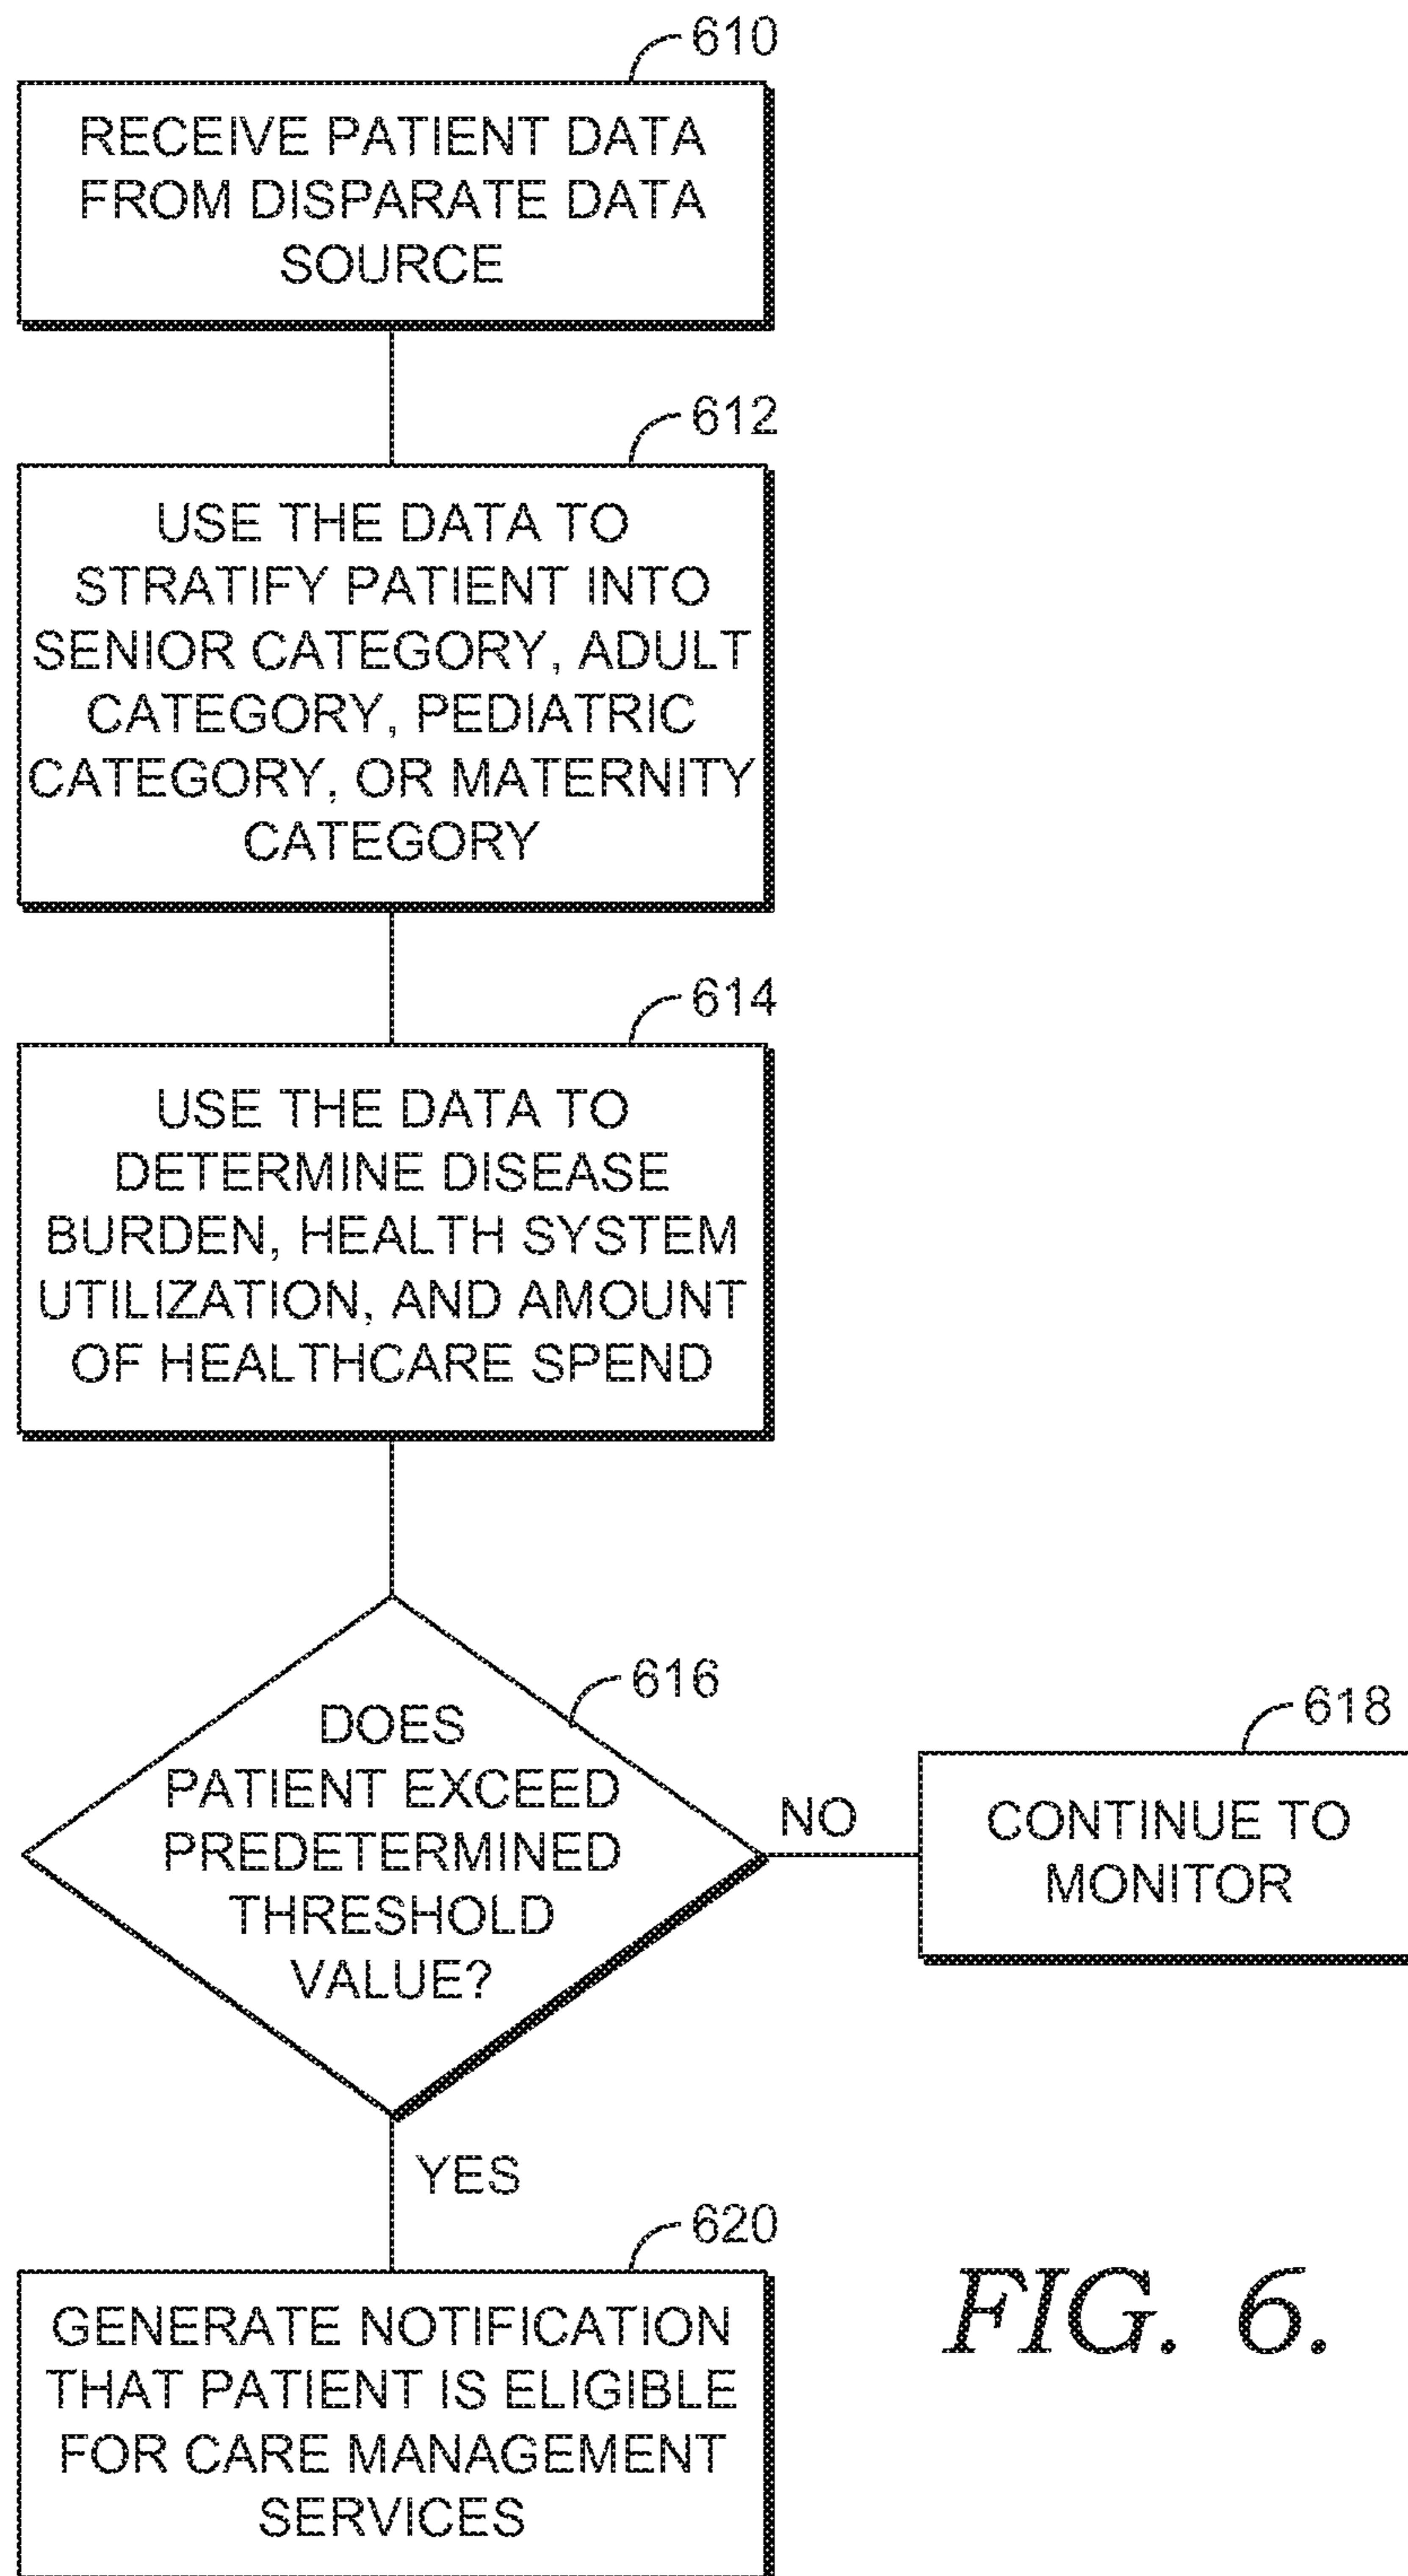 610
RECEIVE PATIENT DATA
FROM DISPARATE DATA
SOURCE
612
USE THE DATA TO
STRATIFY PATIENT INTO
SENIOR CATEGORY, ADULT
CATEGORY, PEDIATRIC
CATEGORY, OR MATERNITY
CATEGORY
614
USE THE DATA TO
DETERMINE DISEASE
BURDEN, HEALTH SYSTEM
UTILIZATION, AND AMOUNT
OF HEALTHCARE SPEND
616
DOES
PATIENT EXCEED
PREDETERMINED
THRESHOLD
VALUE?
NO
618
CONTINUE TO
MONITOR
YES
620
GENERATE NOTIFICATION
THAT PATIENT IS ELIGIBLE
FOR CARE MANAGEMENT
SERVICES
FIG. 6.